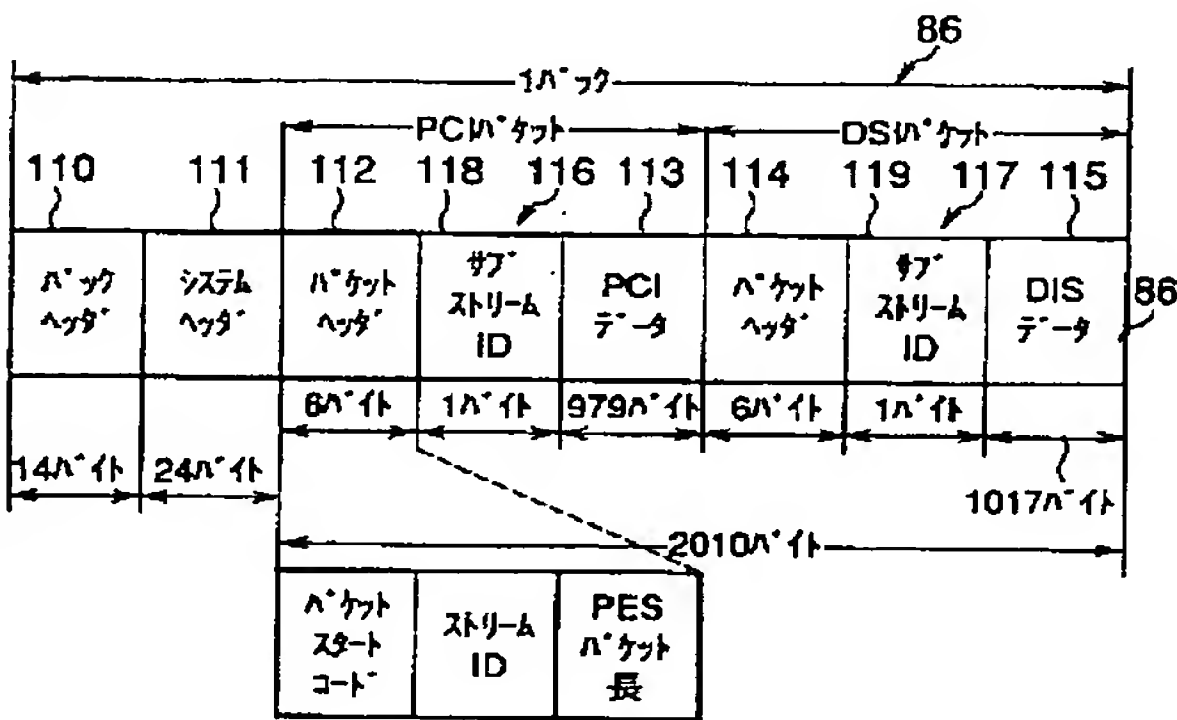 86
1パック
PCIパケット DSIパケット
110 111 112 118 116 113 114 119 117 115
パック
ヘッダ
システム
ヘッダ
パケット
ヘッダ
サブ
ストリーム
ID
PCI
データ
パケット
ヘッダ
サブ
ストリーム
ID
DIS
データ
86
6バイト 1バイト 979バイト 6バイト 1バイト
14バイト 24バイト
1017バイト
2010バイト
パケット
スタート
コード
ストリーム
ID
PES
パケット
長